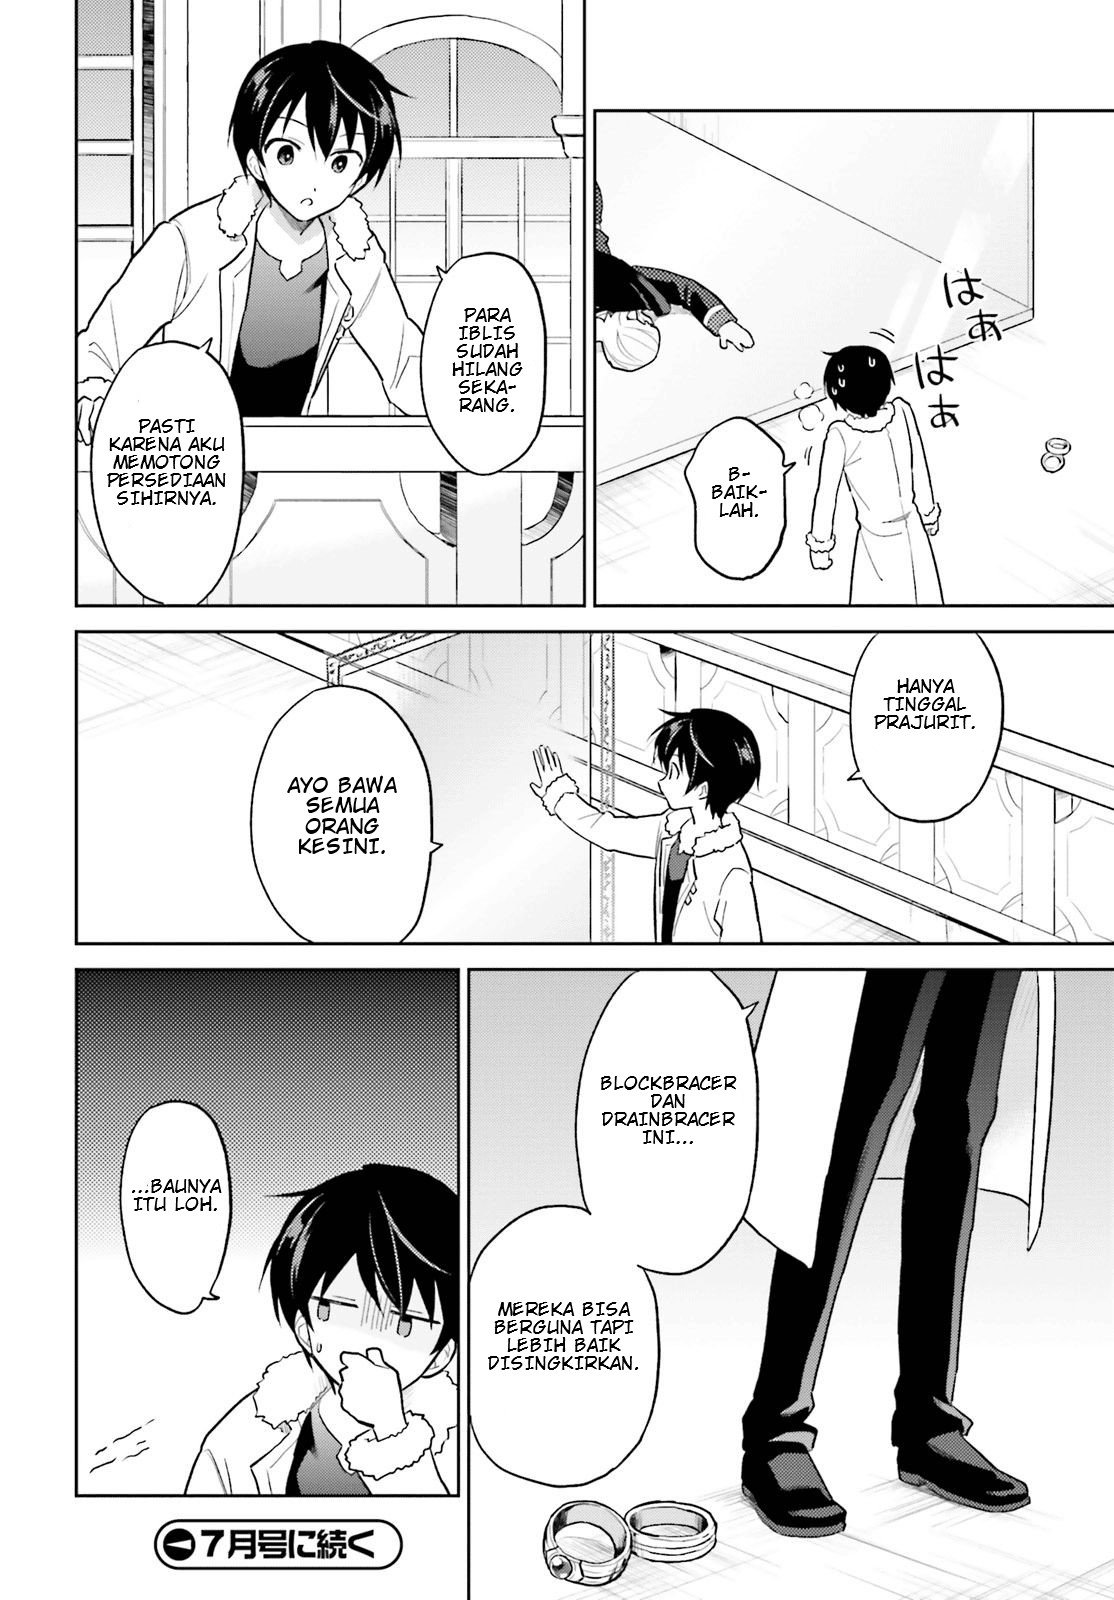 はぁ
はぁ
B-
BAIK-
LAH.
PARA
IBLIS
SUDAH
HILANG
SEKA-
RANG.
PASTI
KARENA AKU
MEMOTONG
PERSEDIAAN
SIHIRNYA.
HANYA
TINGGAL
PRAJURIT.
AYO BAWA
SEMUA
ORANG
KESINI.
BLOCKBRACER
DAN
DRAINBRACER
INI...
MEREKA BISA
BERGUNA TAPI
LEBIH BAIK
DISINGKIRKAN.
...BAUNYA
ITU LOH.
7月号に続く